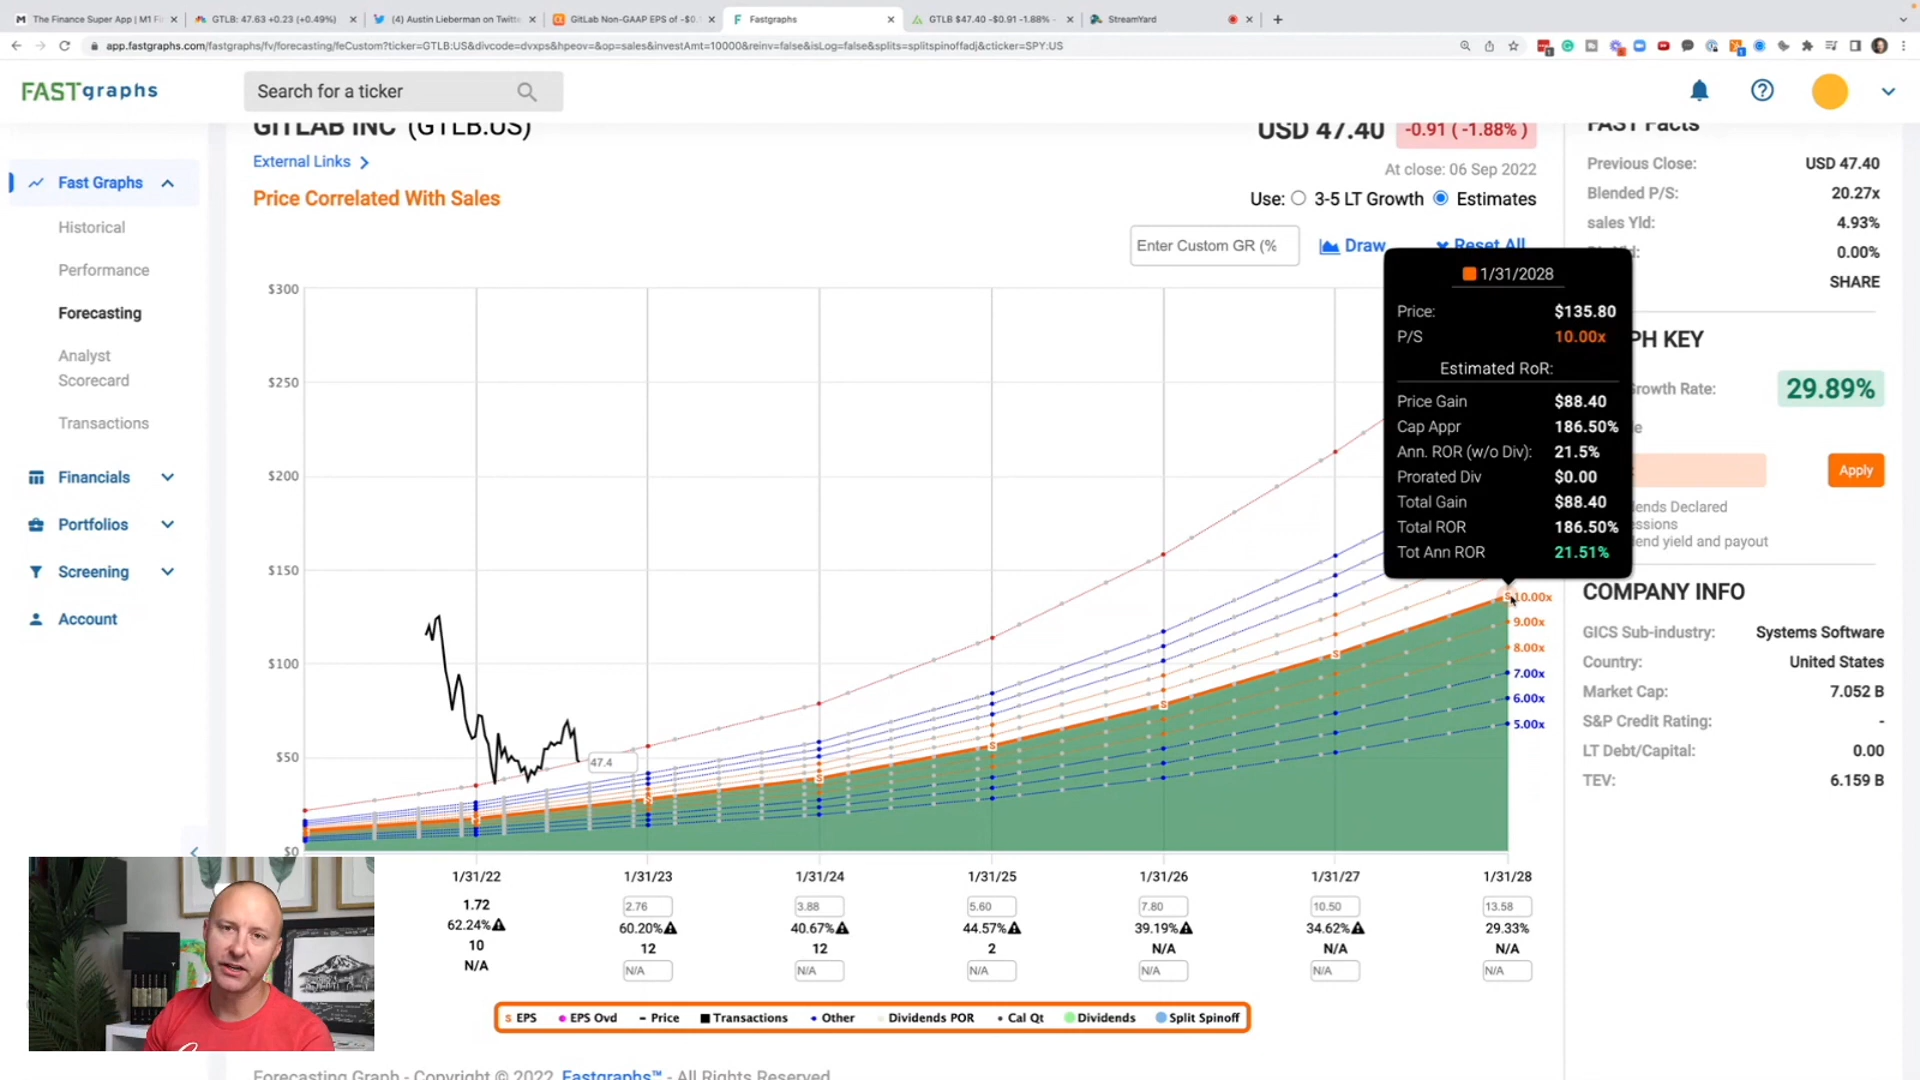 The Finance Super App | M1 Fi
GTLB: 47.63 +0.23 (+0.49%)
(4) Austin Lieberman on Twitte
GitLab Non-GAAP EPS of -$0.
Fastgraphs
GTLB $47.40 -$0.91 -1.88% -
StreamYard
app.fastgraphs.com/fastgraphs/fv/forecasting/feCustom?ticker=GTLB:US&divcode=dvxps&hpeov=&op=sales&investAmt=10000&reinv=false&isLog=false&splits=splitspinoffadj&cticker=SPY:US
FASTgraphs
Search for a ticker
Fast Graphs
Historical
Performance
Forecasting
Analyst
Scorecard
Transactions
Financials
Portfolios
Screening
Account
GITLAB INC (GTLB:US)
USD 47.40 -0.91 ( -1.88% )
External Links
At close: 06 Sep 2022
Price Correlated With Sales
Use: 3-5 LT Growth Estimates
Enter Custom GR (%
Draw
Reset All
$300
$250
$200
$150
$100
$50
$0
47.4
10.00x
9.00x
8.00x
7.00x
6.00x
5.00x
1/31/2028
Price: $135.80
P/S 10.00x
Estimated RoR:
Price Gain $88.40
Cap Appr 186.50%
Ann. ROR (w/o Div): 21.5%
Prorated Div $0.00
Total Gain $88.40
Total ROR 186.50%
Tot Ann ROR 21.51%
1/31/22 1/31/23 1/31/24 1/31/25 1/31/26 1/31/27 1/31/28
1.72 2.76 3.88 5.60 7.80 10.50 13.58
62.24% 60.20% 40.67% 44.57% 39.19% 34.62% 29.33%
10 12 12 2 N/A N/A N/A
N/A N/A N/A N/A N/A N/A N/A
EPS EPS Ovd Price Transactions Other Dividends POR Cal Qt Dividends Split Spinoff
Forecasting Graph - Copyright © 2022, Fastgraphs™ - All Rights Reserved
FAST Facts
Previous Close: USD 47.40
Blended P/S: 20.27x
sales Yld: 4.93%
0.00%
SHARE
PH KEY
Growth Rate: 29.89%
Apply
ends Declared
essions
end yield and payout
COMPANY INFO
GICS Sub-industry: Systems Software
Country: United States
Market Cap: 7.052 B
S&P Credit Rating: -
LT Debt/Capital: 0.00
TEV: 6.159 B